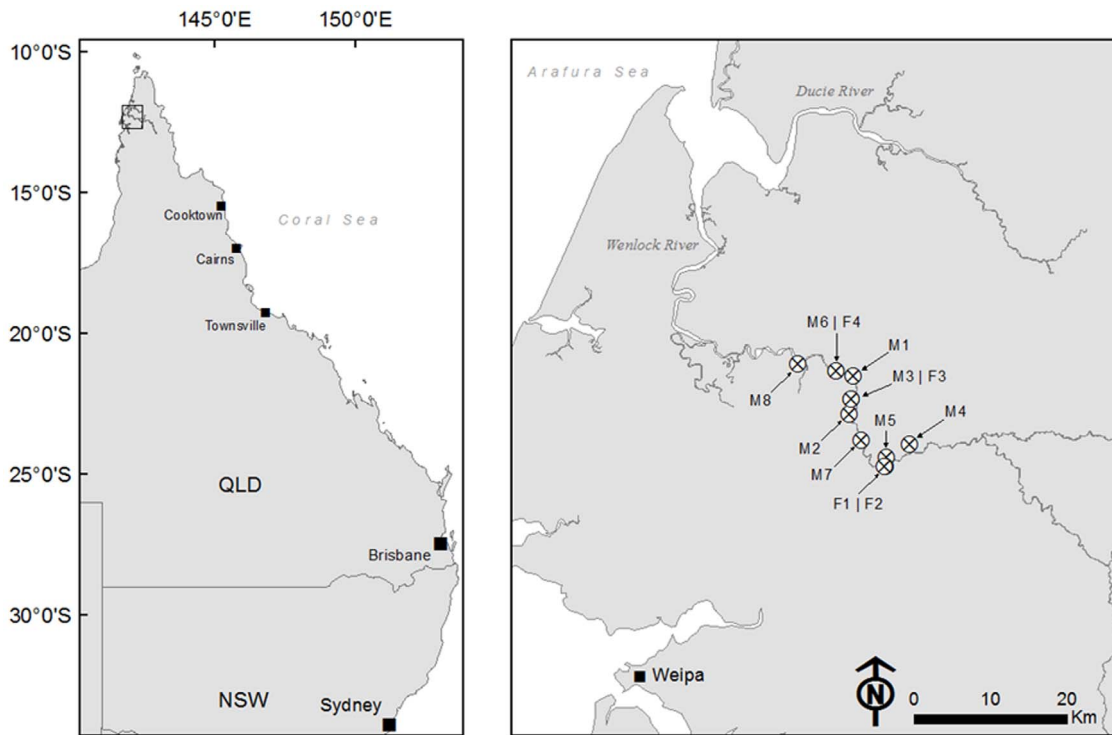 145°0'E 150°0'E
10°0'S
15°0'S
20°0'S
25°0'S
30°0'S
Cooktown
Coral Sea
Cairns
Townsville
QLD
Brisbane
NSW
Sydney
Arafura Sea
Ducie River
Wenlock River
M6 | F4
M1
M3 | F3
M8
M5
M4
M2
M7
F1 | F2
Weipa
N
0 10 20
Km